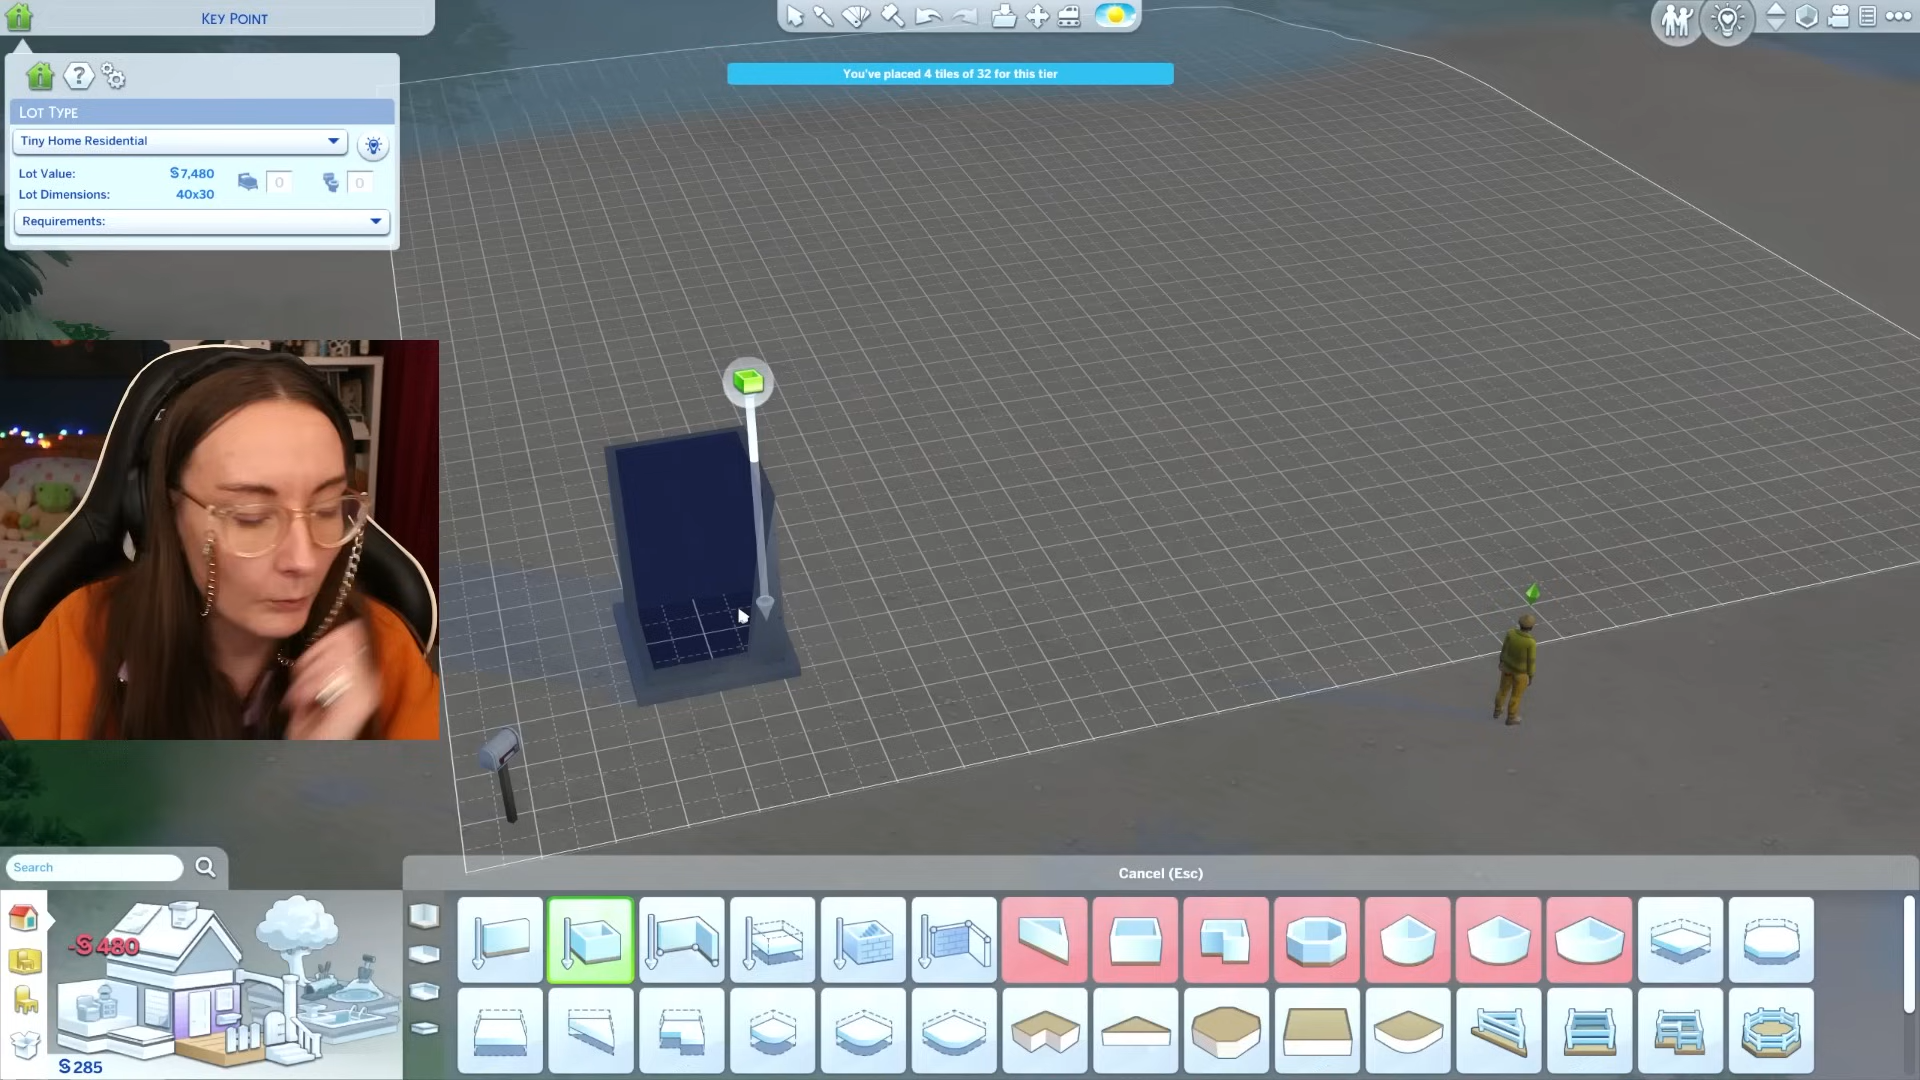 KEY POINT
You've placed 4 tiles of 32 for this tier
?
LOT TYPE
Tiny Home Residential
Lot Value: §7,480
0
0
Lot Dimensions: 40x30
Requirements:
Search
Cancel (Esc)
-§480
§285